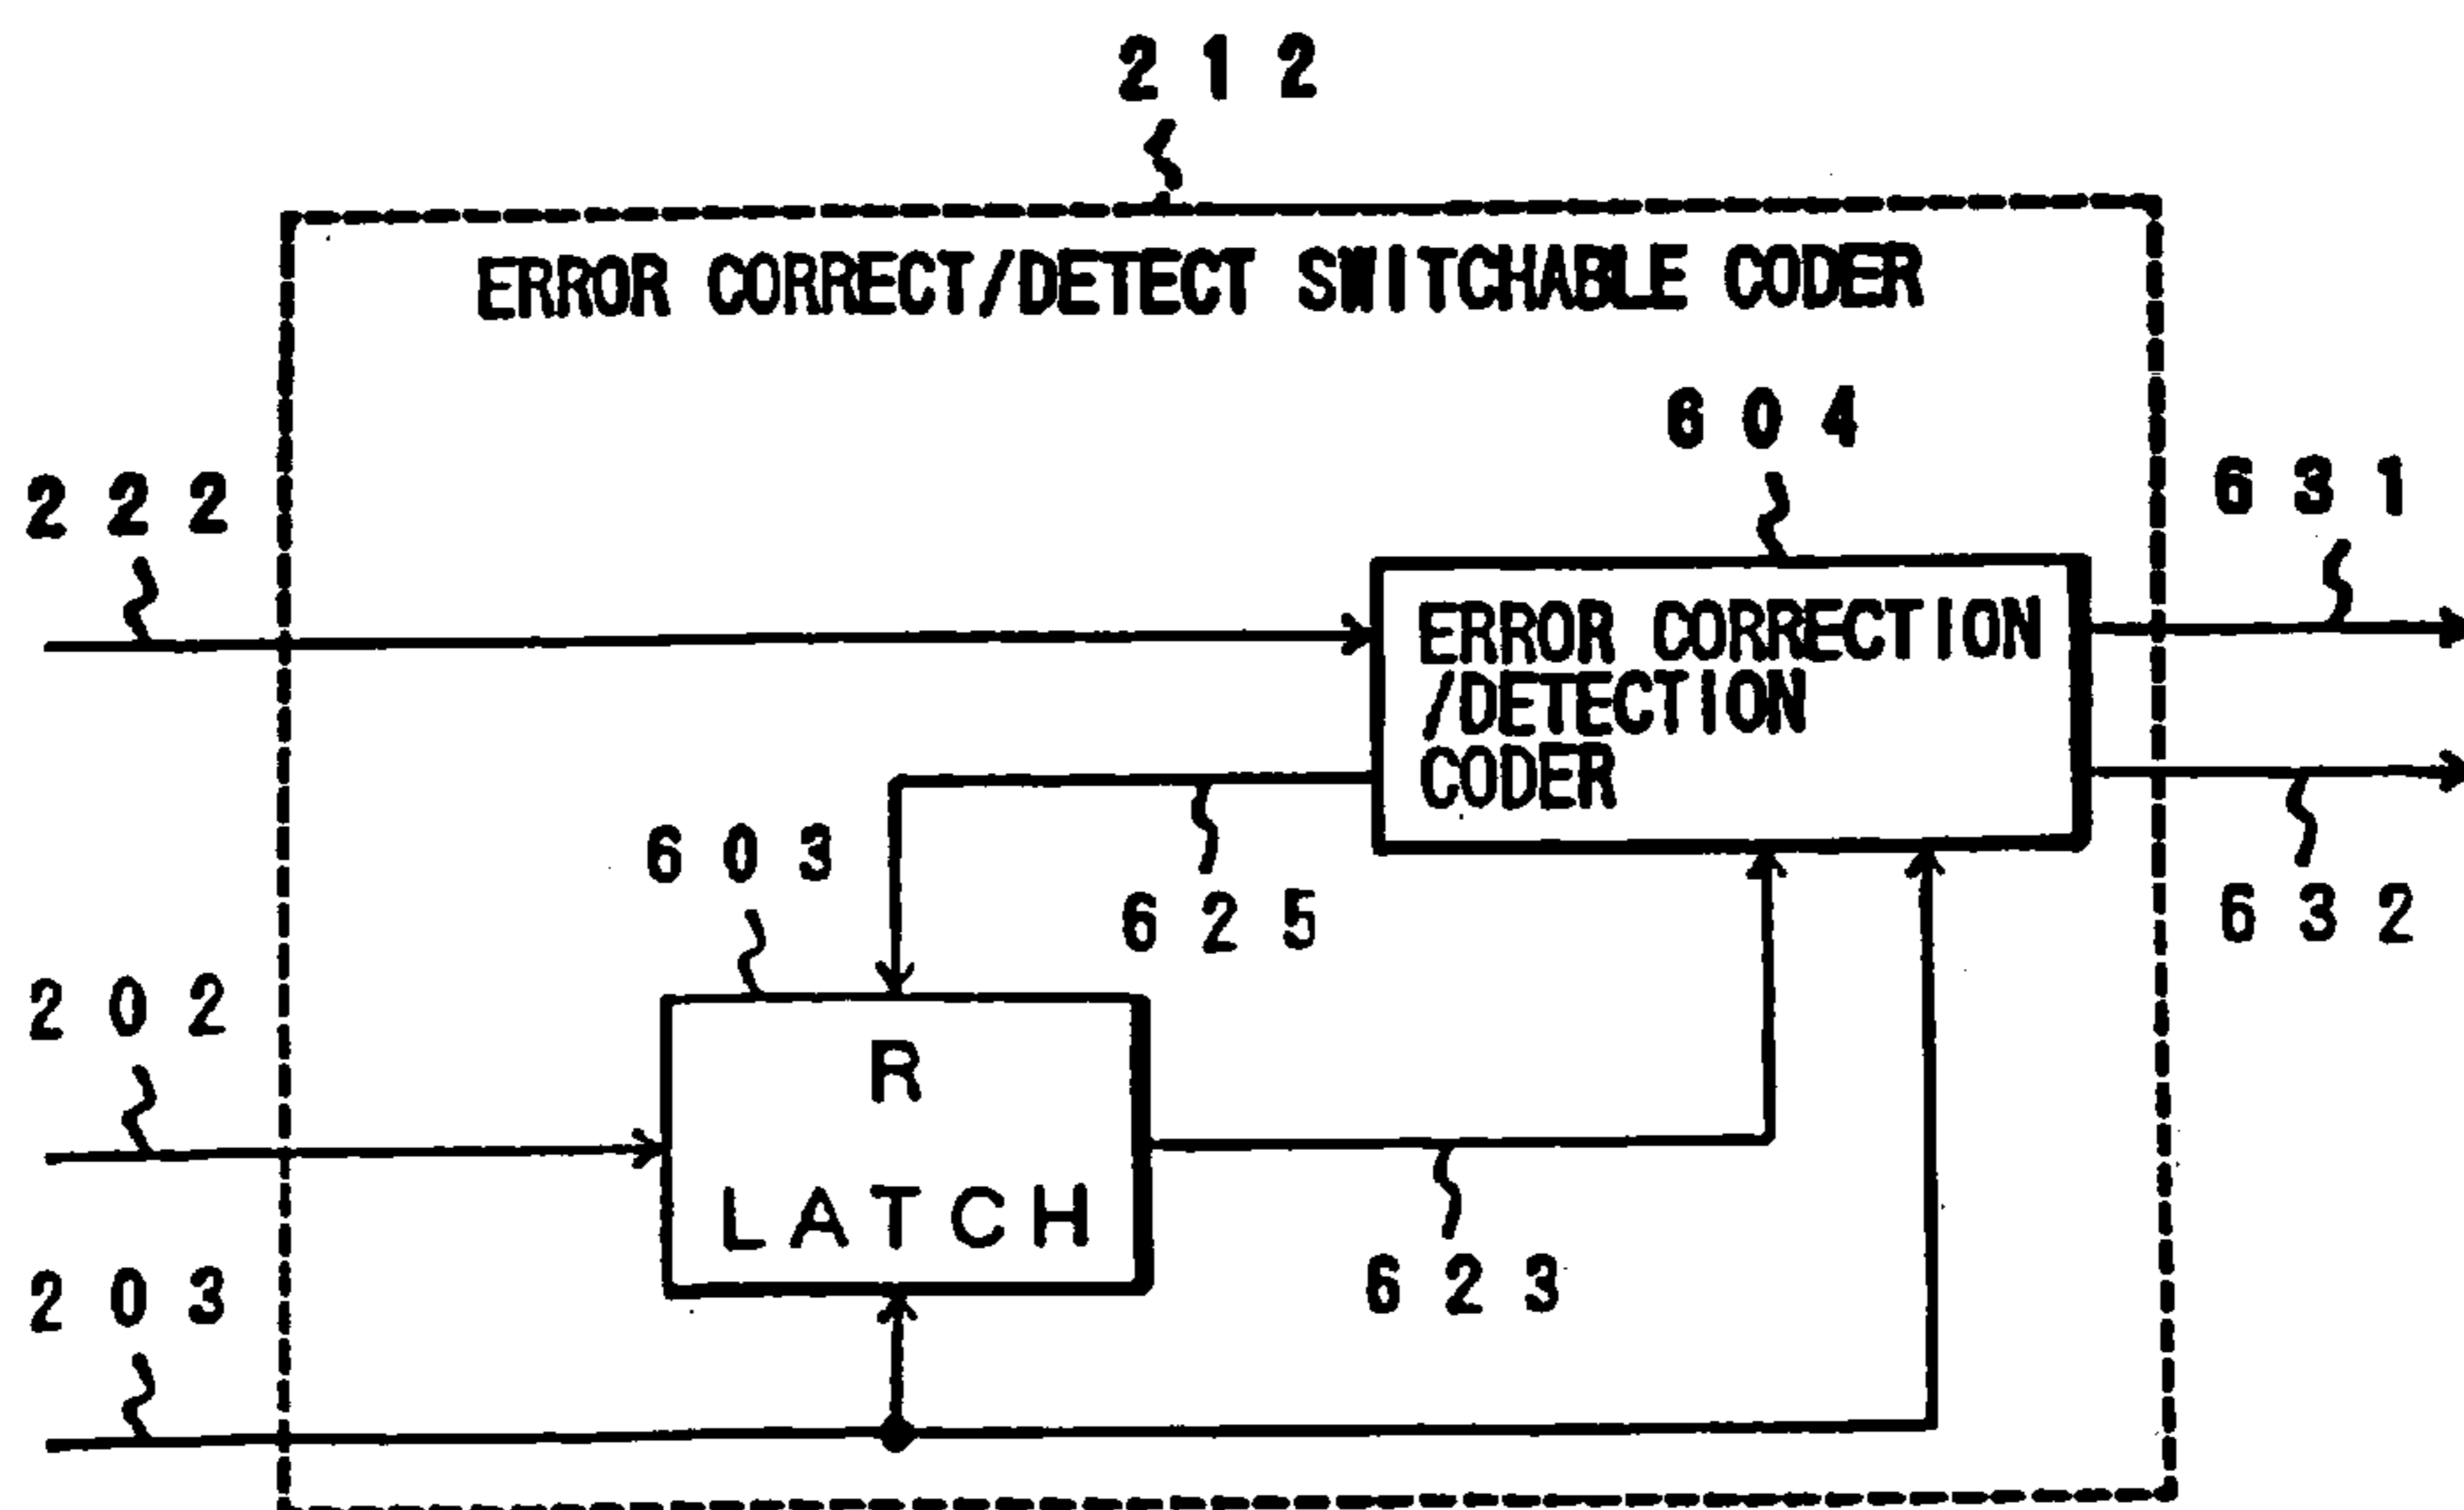 212
ERROR CORRECT/DETECT SWITCHABLE CODER
604
222
631
ERROR CORRECTION
/DETECTION
CODER
603
625
632
202
R
LATCH
623
203